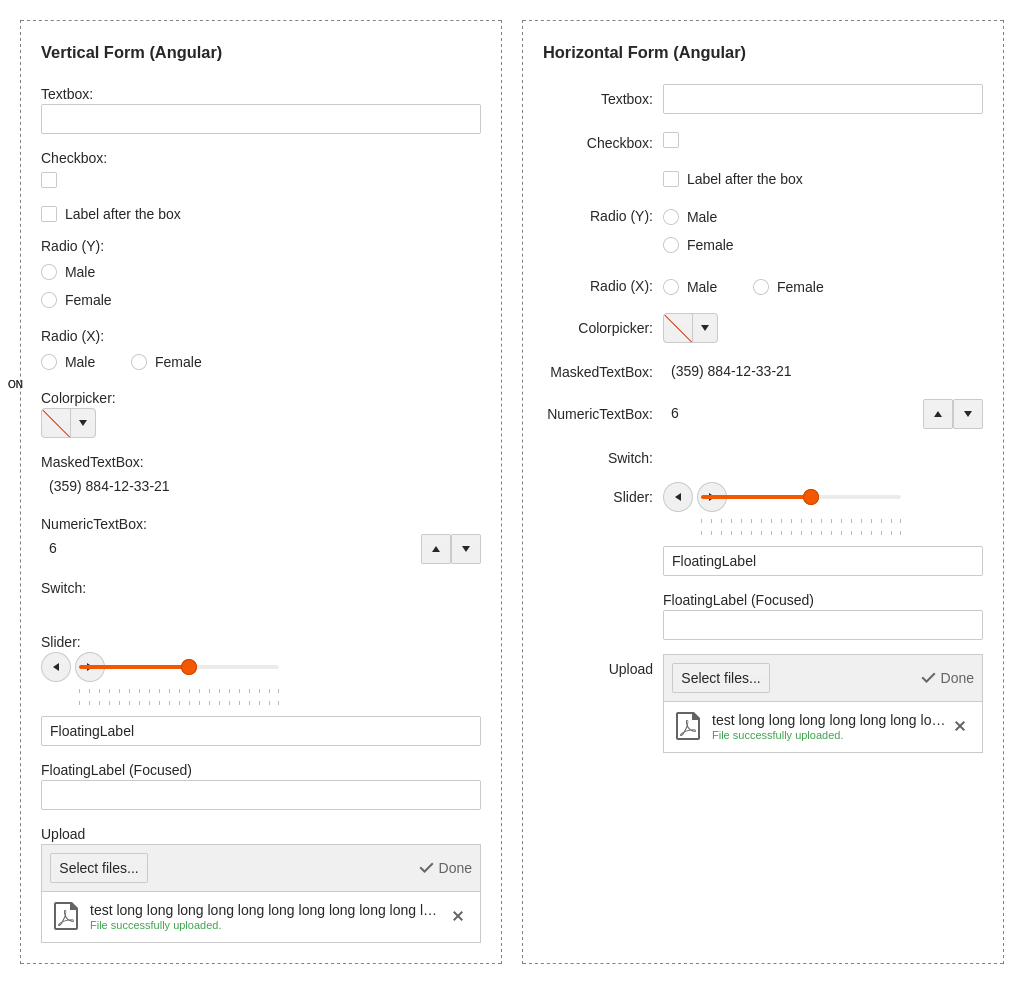 Vertical Form (Angular)
Textbox:
Checkbox:
Label after the box
Radio (Y):
Male
Female
Radio (X):
Male Female
ON
Colorpicker:
MaskedTextBox:
(359) 884-12-33-21
NumericTextBox:
6
Switch:
Slider:
FloatingLabel
FloatingLabel (Focused)
Upload
Select files... Done
test long long long long long long long long long long l…
File successfully uploaded.
Horizontal Form (Angular)
Textbox:
Checkbox:
Label after the box
Radio (Y): Male
Female
Radio (X): Male Female
Colorpicker:
MaskedTextBox: (359) 884-12-33-21
NumericTextBox: 6
Switch:
Slider:
FloatingLabel
FloatingLabel (Focused)
Upload Select files... Done
test long long long long long long lo…
File successfully uploaded.